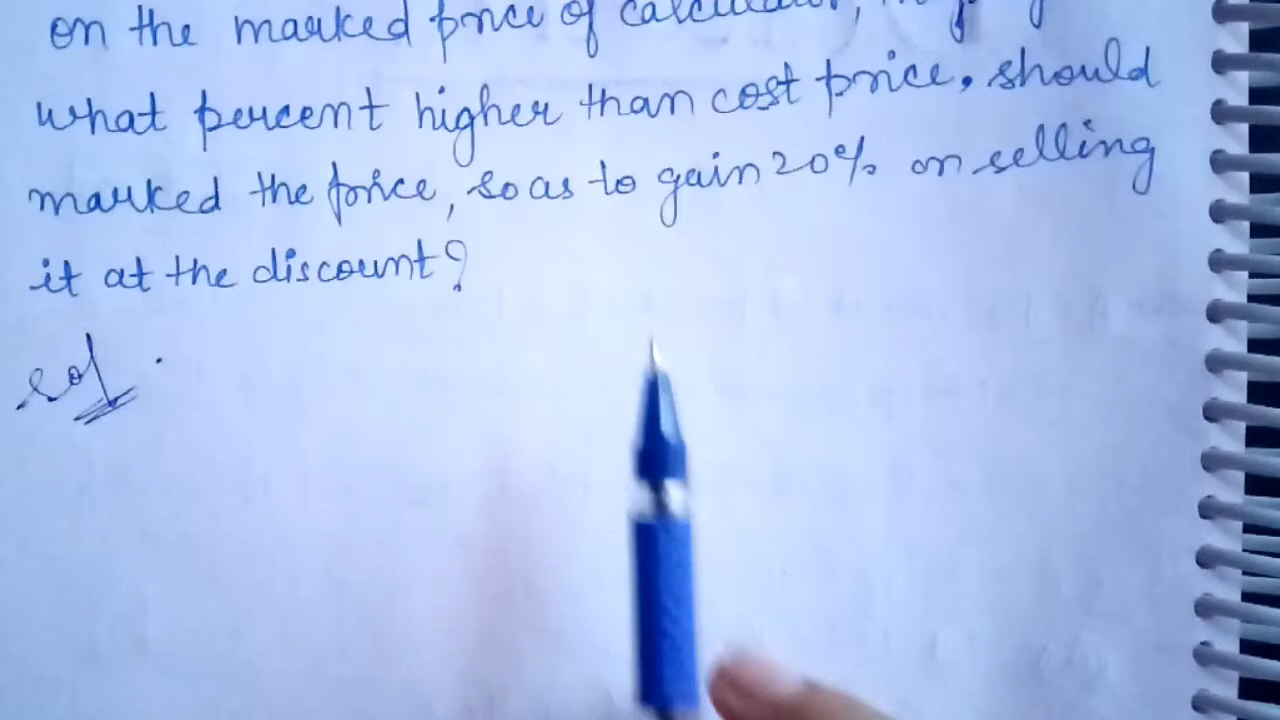 on the marked price of calculator,
what percent higher than cost price, should
marked the price, so as to gain 20% on selling
it at the discount?
sol.